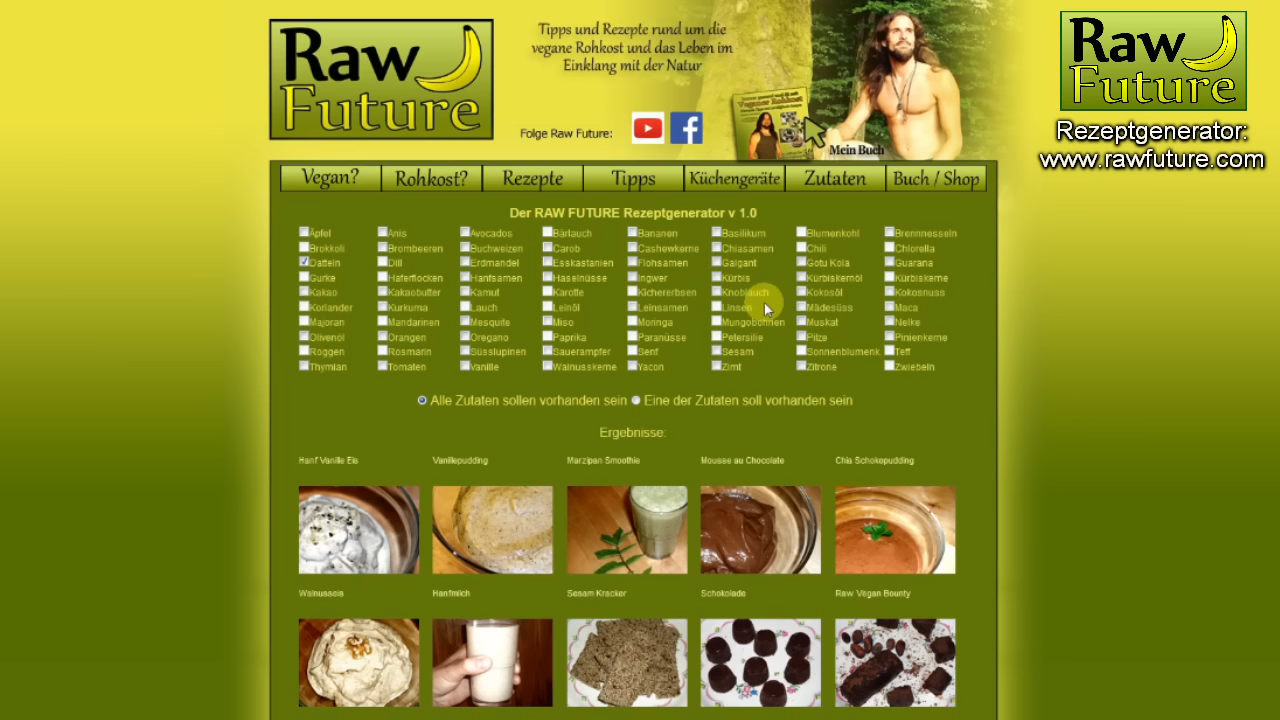 Raw
Future
Tipps und Rezepte rund um die
vegane Rohkost und das Leben im
Einklang mit der Natur
Folge Raw Future:
Veganer Rohkost
Mein Buch
Raw
Future
Rezeptgenerator:
www.rawfuture.com
Vegan? Rohkost? Rezepte Tipps Küchengeräte Zutaten Buch / Shop
Der RAW FUTURE Rezeptgenerator v 1.0
Äpfel Anis Avocados Bärlauch Bananen Basilikum Blumenkohl Brennnesseln
Brokkoli Brombeeren Buchweizen Carob Cashewkerne Chiasamen Chili Chlorella
Datteln Dill Erdmandel Esskastanien Flohsamen Galgant Gotu Kola Guarana
Gurke Haferflocken Hanfsamen Haselnüsse Ingwer Kürbis Kürbiskernöl Kürbiskerne
Kakao Kakaobutter Kamut Karotte Kichererbsen Knoblauch Kokosöl Kokosnuss
Koriander Kurkuma Lauch Leinöl Leinsamen Linsen Mädesüss Maca
Majoran Mandarinen Mesquite Miso Moringa Mungobohnen Muskat Nelke
Olivenöl Orangen Oregano Paprika Paranüsse Petersilie Pilze Pinienkerne
Roggen Rosmarin Süsslupinen Sauerampfer Senf Sesam Sonnenblumenk. Teff
Thymian Tomaten Vanille Walnusskerne Yacon Zimt Zitrone Zwiebeln
Alle Zutaten sollen vorhanden sein Eine der Zutaten soll vorhanden sein
Ergebnisse:
Hanf Vanille Eis Vanillepudding Marzipan Smoothie Mousse au Chocolate Chia Schokopudding
Walnusseis Hanfmilch Sesam Kracker Schokolade Raw Vegan Bounty